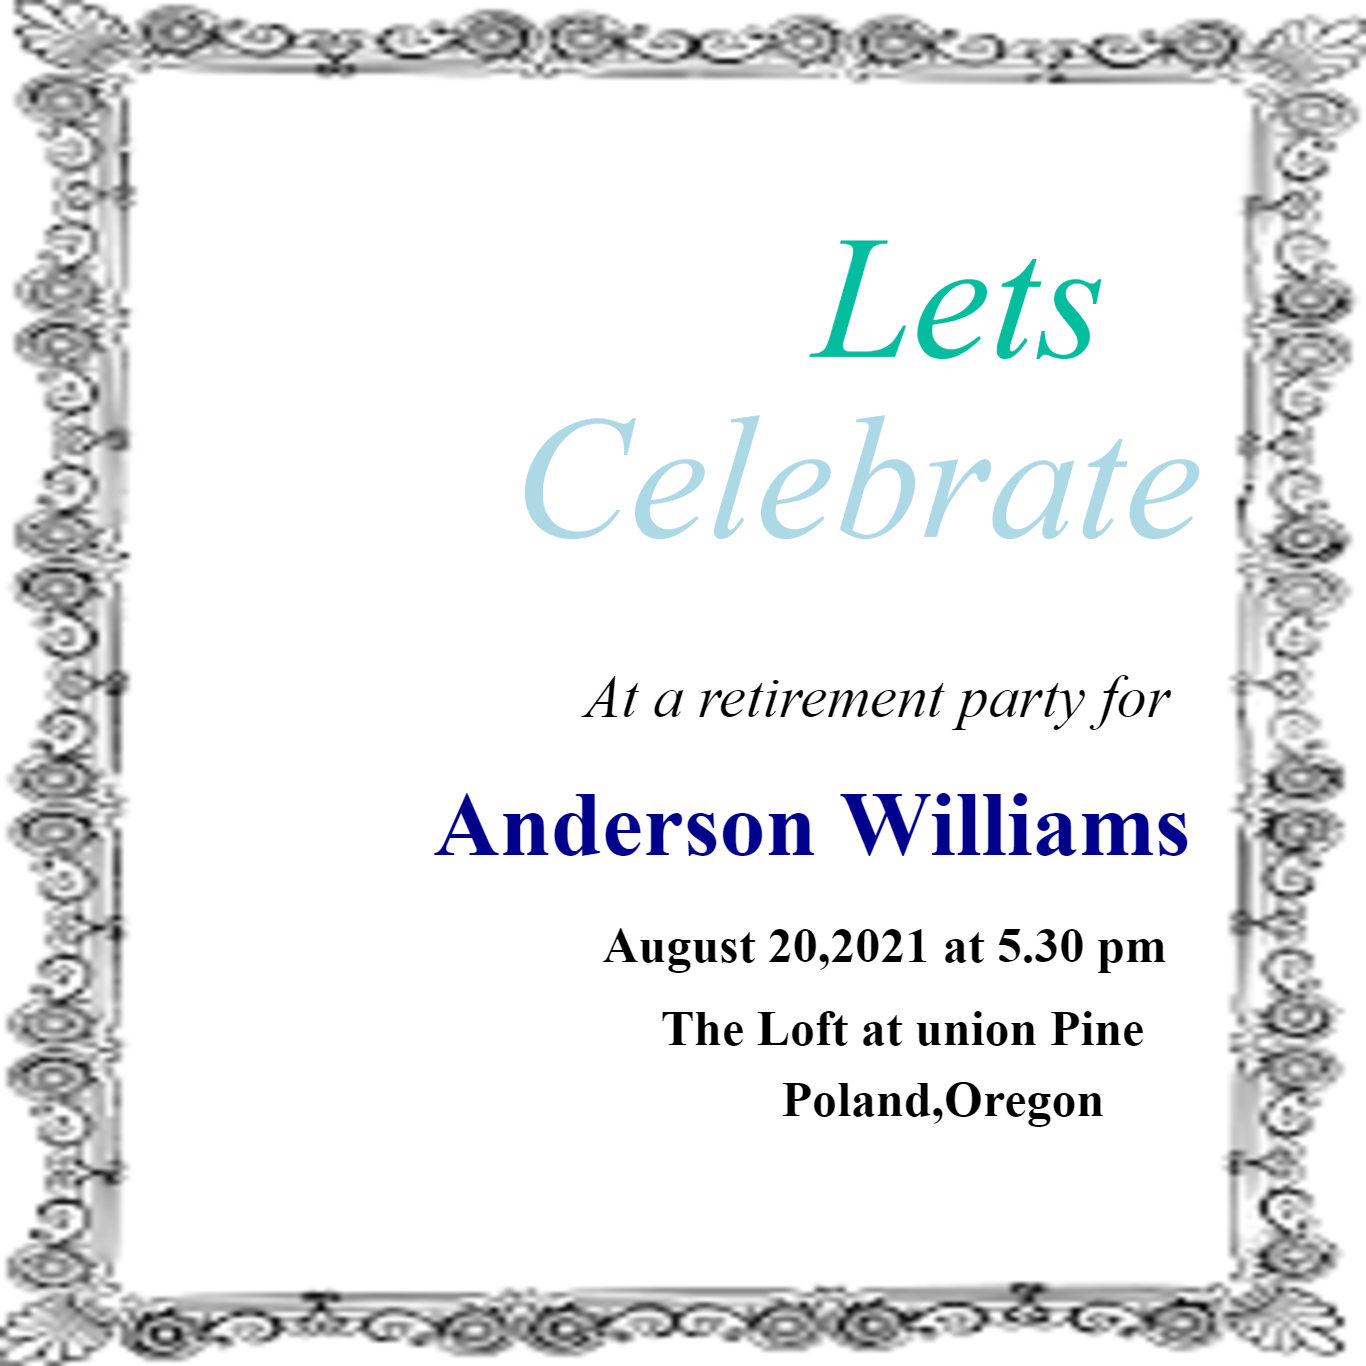 Lets
Celebrate
At a retirement party for
Anderson Williams
August 20,2021 at 5.30 pm
The Loft at union Pine
Poland,Oregon